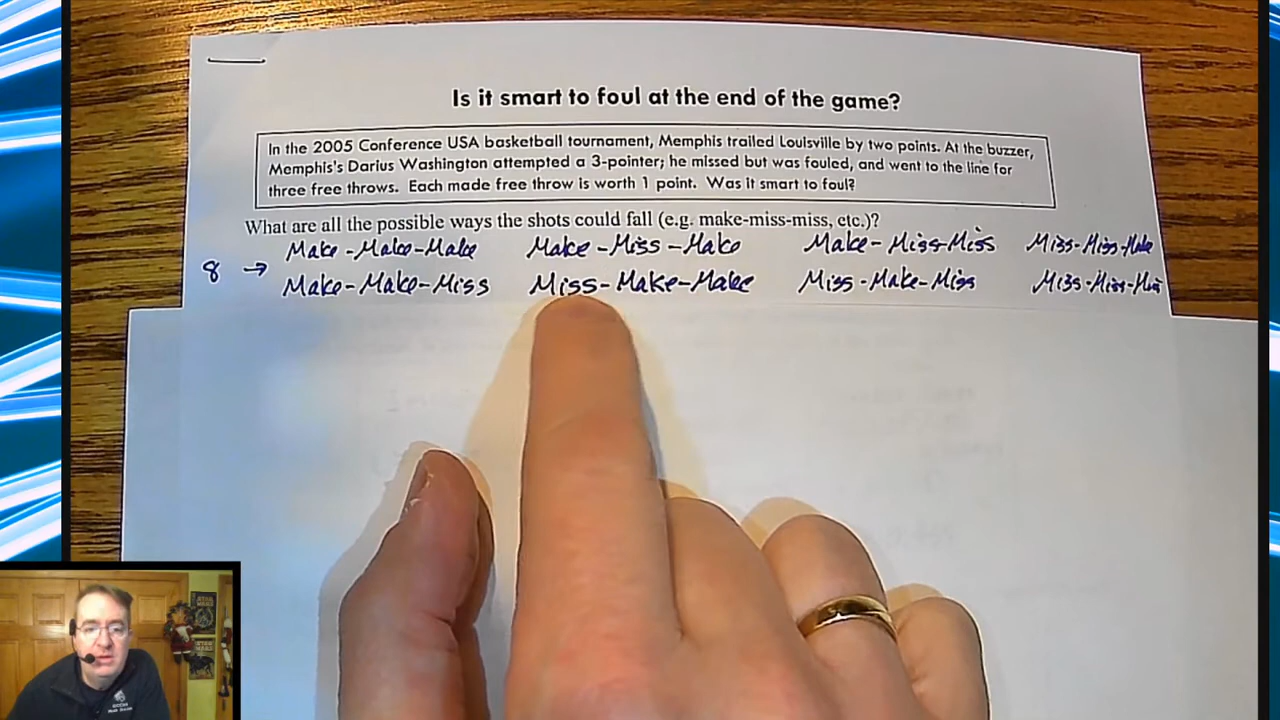 Is it smart to foul at the end of the game?
In the 2005 Conference USA basketball tournament, Memphis trailed Louisville by two points. At the buzzer,
Memphis's Darius Washington attempted a 3-pointer; he missed but was fouled, and went to the line for
three free throws. Each made free throw is worth 1 point. Was it smart to foul?
What are all the possible ways the shots could fall (e.g. make-miss-miss, etc.)?
Make-Make-Make Make-Miss-Make Make-Miss-Miss Miss-Miss-Make
8 → Make-Make-Miss Miss-Make-Make Miss-Make-Miss Miss-Miss-Miss